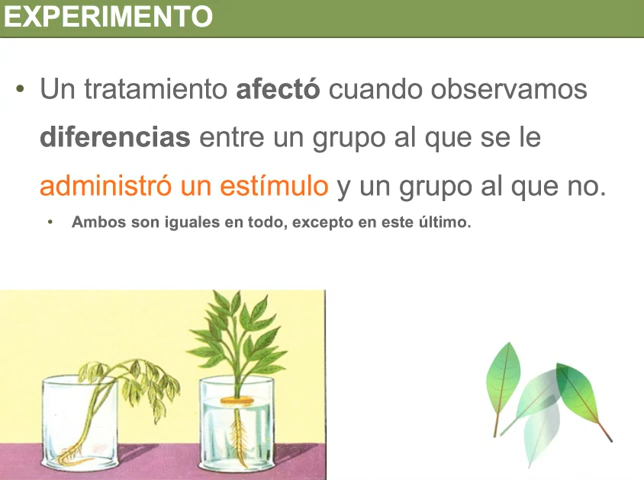 EXPERIMENTO
• Un tratamiento afectó cuando observamos
diferencias entre un grupo al que se le
administró un estímulo y un grupo al que no.
• Ambos son iguales en todo, excepto en este último.